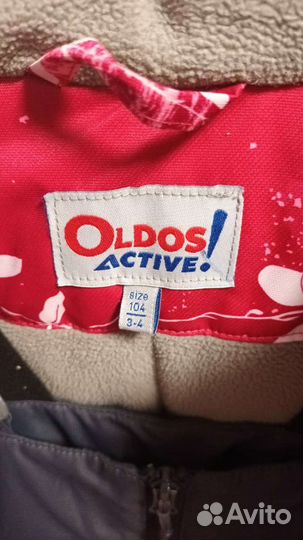 OLDOS
ACTIVE!
size
104
3-4
Avito